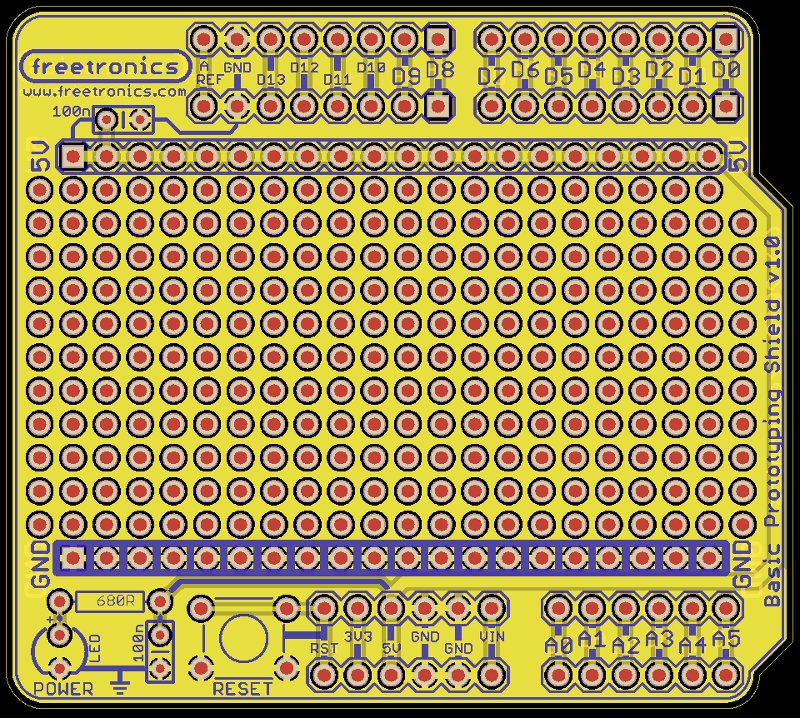 freetronics
www.freetronics.com
A REF GND D13 D12 D11 D10 D9 D8 D7 D6 D5 D4 D3 D2 D1 D0
100n
5V 5V
Basic Prototyping Shield v1.0
GND GND
680R
+
LED
100n
POWER
RESET
RST 3V3 5V GND GND VIN
A0 A1 A2 A3 A4 A5